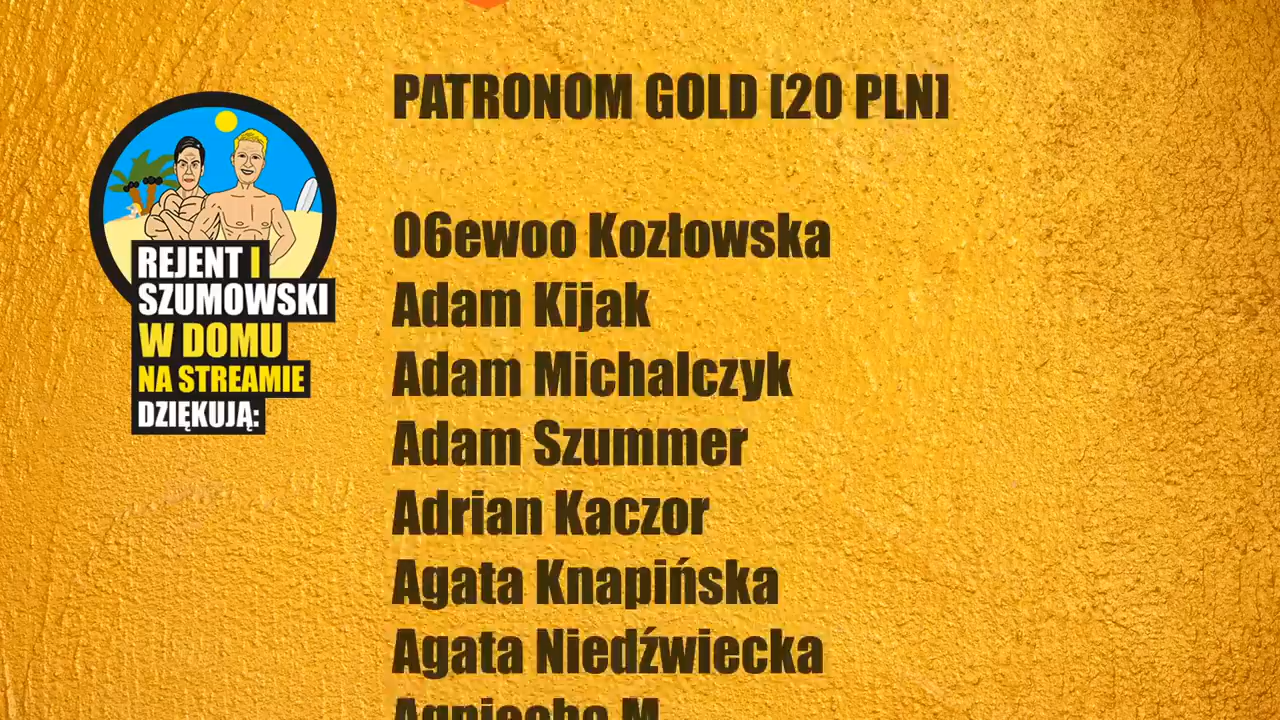 REJENT I
SZUMOWSKI
W DOMU
NA STREAMIE
DZIĘKUJĄ:
PATRONOM GOLD [20 PLN]
06ewoo Kozłowska
Adam Kijak
Adam Michalczyk
Adam Szummer
Adrian Kaczor
Agata Knapińska
Agata Niedźwiecka